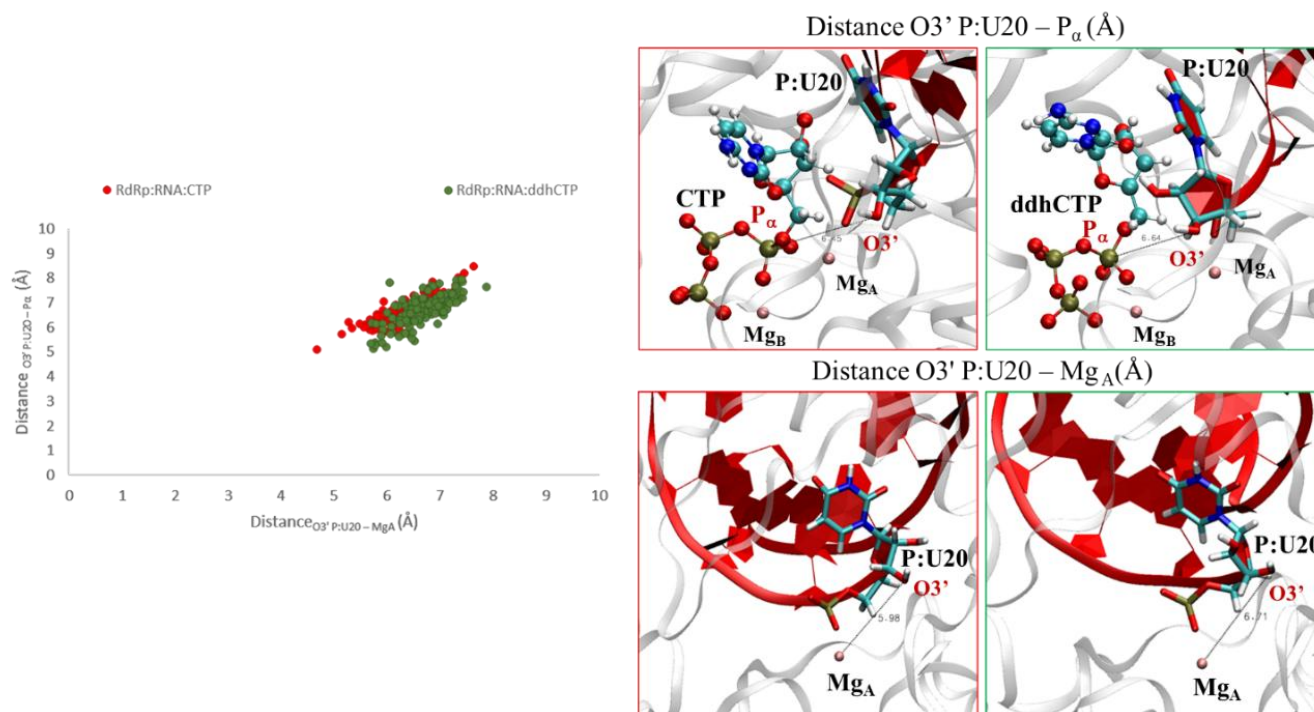 Distance O3’ P:U20 – Pα (Å)
RdRp:RNA:CTP
RdRp:RNA:ddhCTP
10
9
8
7
6
5
4
3
2
1
0
Distance O3' P:U20 – Pα (Å)
0 1 2 3 4 5 6 7 8 9 10
DistanceO3' P:U20 – MgA (Å)
P:U20
CTP
Pα
O3’
MgA
MgB
P:U20
ddhCTP
Pα
6.64
O3’
MgA
MgB
Distance O3' P:U20 – MgA(Å)
P:U20
O3’
5.98
MgA
P:U20
O3’
6.71
MgA